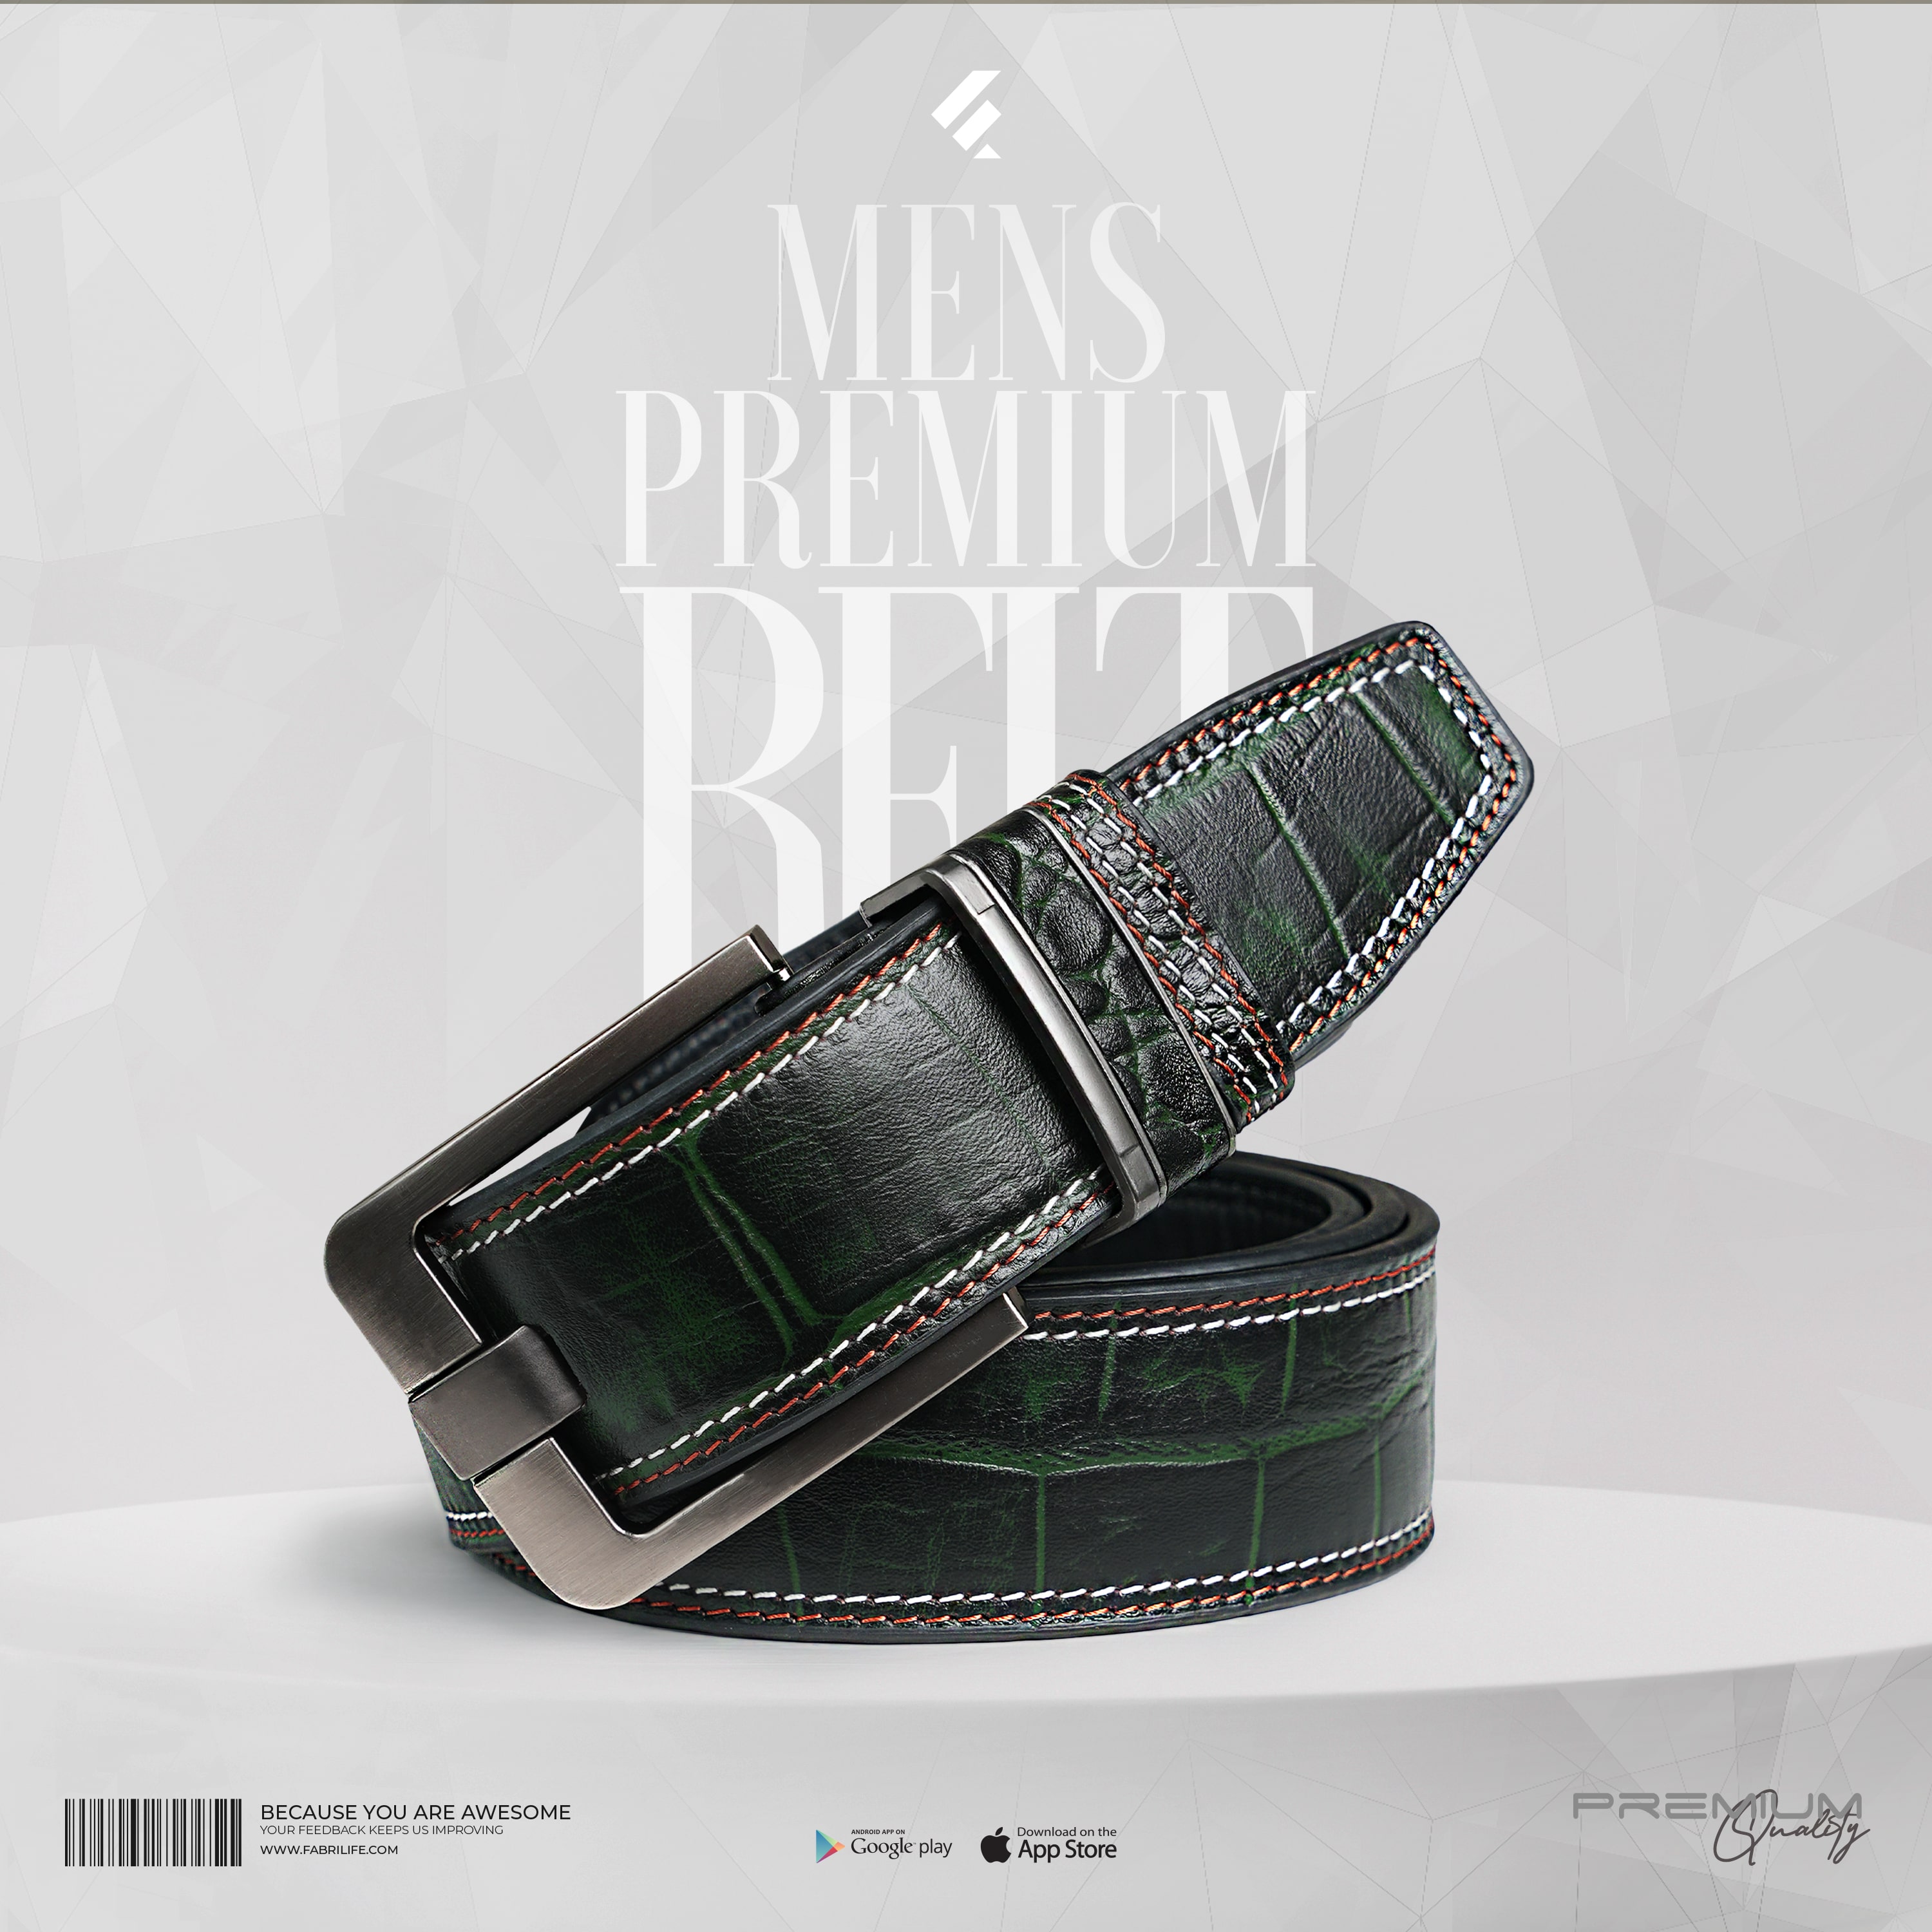 MENS
PREMIUM
BELT
BECAUSE YOU ARE AWESOME
YOUR FEEDBACK KEEPS US IMPROVING
WWW.FABRILIFE.COM
ANDROID APP ON
Google play
Download on the
App Store
PREMIUM
Quality